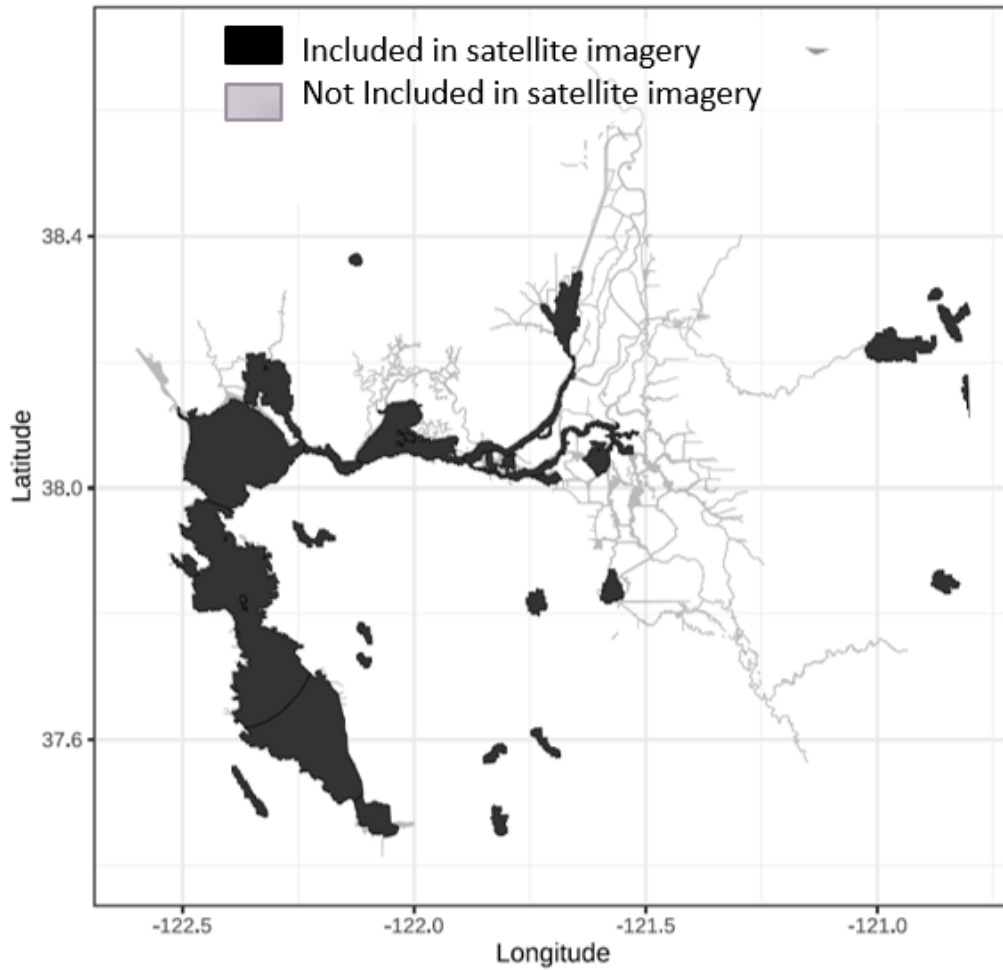 Included in satellite imagery
Not Included in satellite imagery
38.4
38.0
37.6
Latitude
-122.5
-122.0
-121.5
-121.0
Longitude